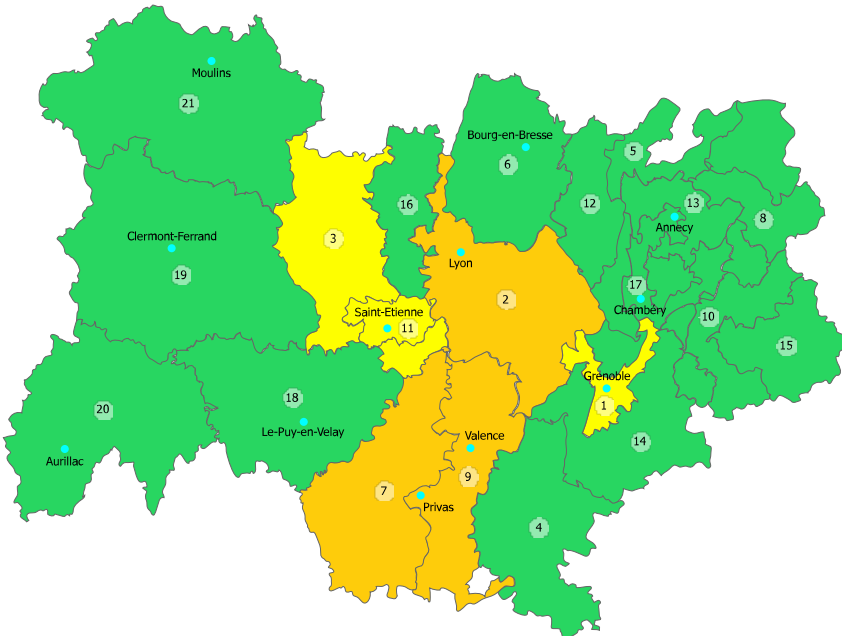 Moulins
21
Bourg-en-Bresse
6
5
12
16
13
8
Annecy
Clermont-Ferrand
19
3
Lyon
2
17
Chambéry
10
Saint-Etienne
11
15
Grenoble
1
18
20
Le-Puy-en-Velay
Valence
14
Aurillac
9
7
Privas
4